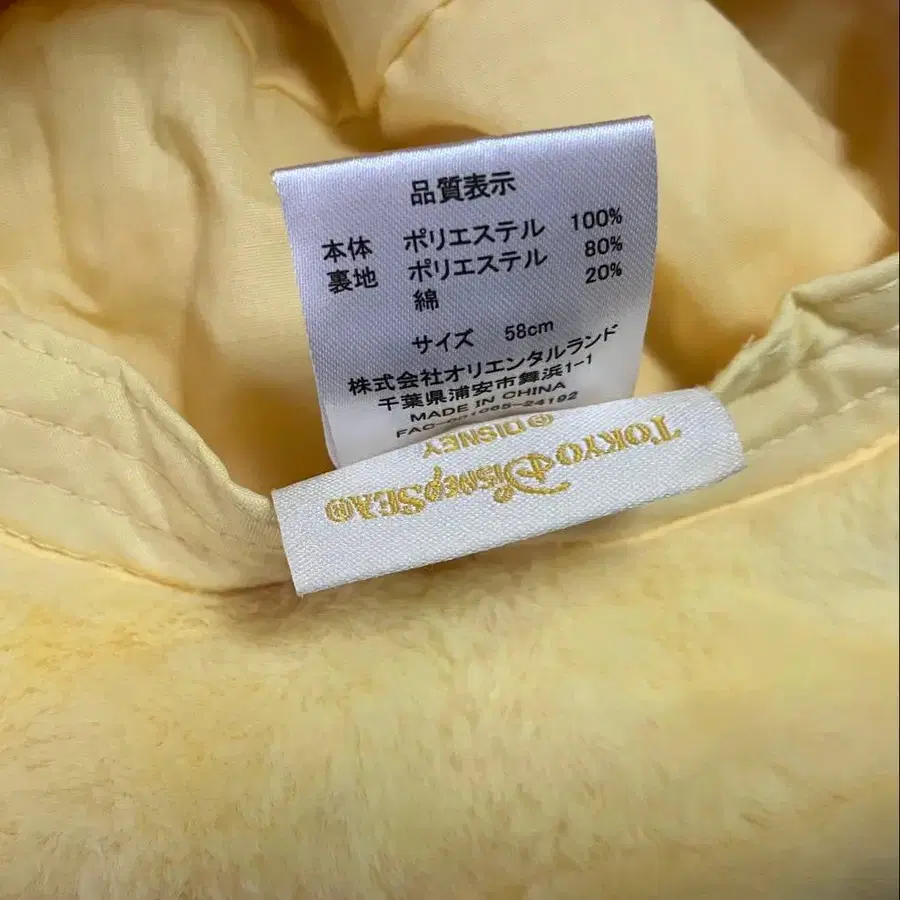 品質表示
本体 ポリエステル 100%
裏地 ポリエステル 80%
綿 20%
サイズ 58cm
株式会社オリエンタルランド
千葉県浦安市舞浜1-1
MADE IN CHINA
TOKYO DISNEYSEA®
© DISNEY